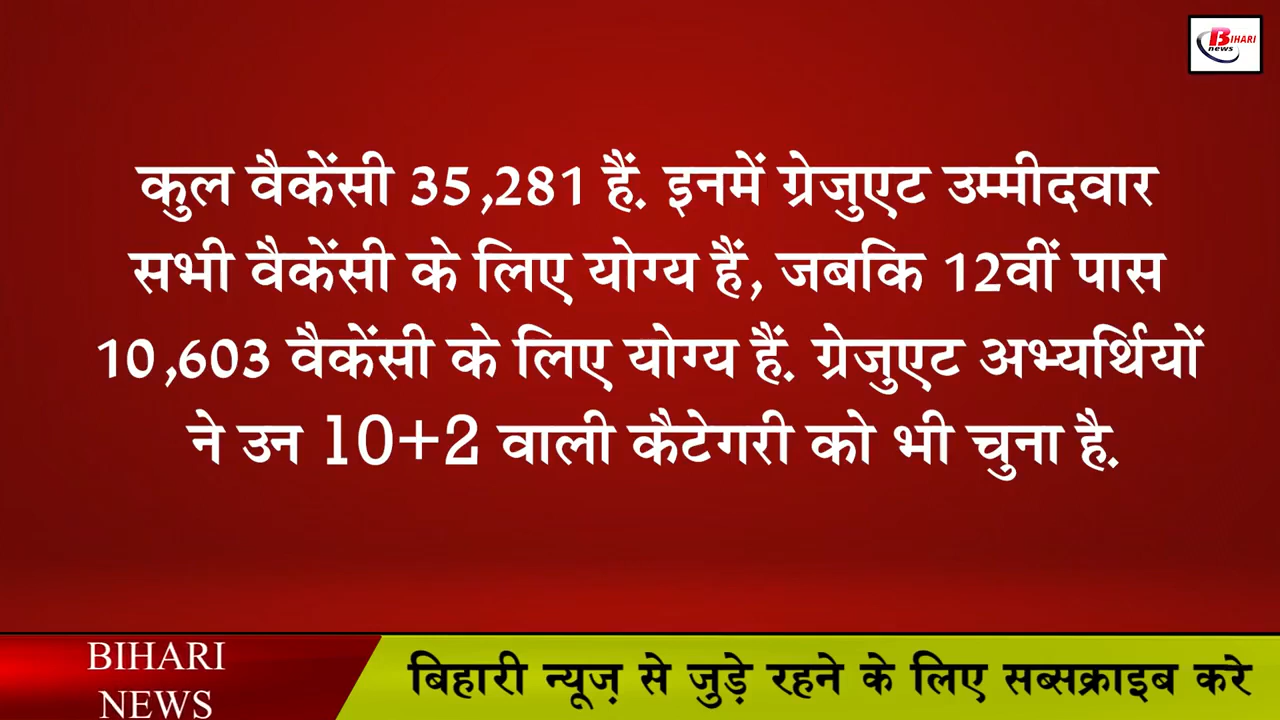 BIHARI
news
कुल वैकेंसी 35,281 हैं. इनमें ग्रेजुएट उम्मीदवार
सभी वैकेंसी के लिए योग्य हैं, जबकि 12वीं पास
10,603 वैकेंसी के लिए योग्य हैं. ग्रेजुएट अभ्यर्थियों
ने उन 10+2 वाली कैटेगरी को भी चुना है.
BIHARI
NEWS
बिहारी न्यूज़ से जुड़े रहने के लिए सब्सक्राइब करे